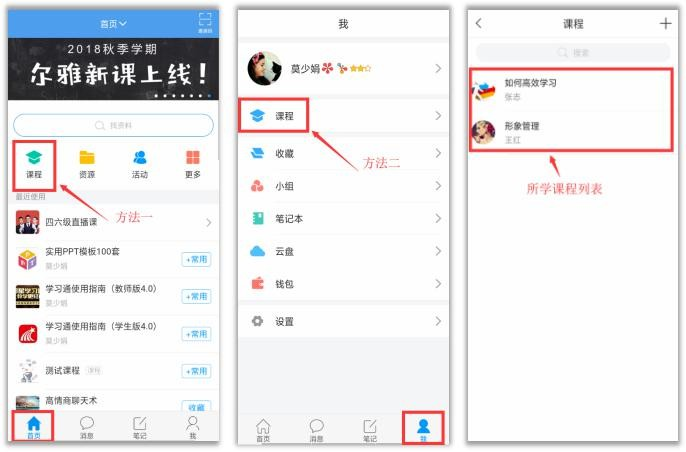 首页
邀请码
2018秋季学期
尔雅新课上线!
找资料
课程
资源
活动
更多
最近使用
方法一
四六级直播课
实用PPT模板100套
莫少娟
+常用
学习通使用指南（教师版4.0）
莫少娟
+常用
学习通使用指南（学生版4.0）
莫少娟
+常用
测试课程 课程
+常用
高情商聊天术
收藏
首页
消息
笔记
我
我
莫少娟
课程
方法二
收藏
小组
笔记本
云盘
钱包
设置
首页
消息
笔记
我
课程
搜索
如何高效学习
张志
形象管理
王红
所学课程列表